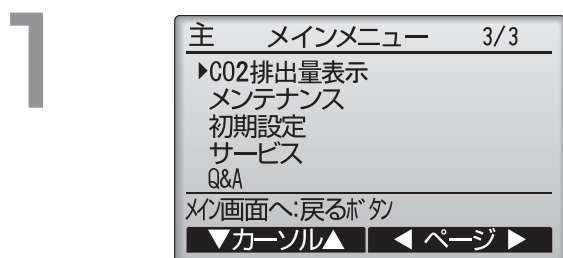 1
主 メインメニュー 3/3
▶CO2排出量表示
メンテナンス
初期設定
サービス
Q&A
メイン画面へ:戻るボタン
▼カーソル▲ ◀ ページ ▶